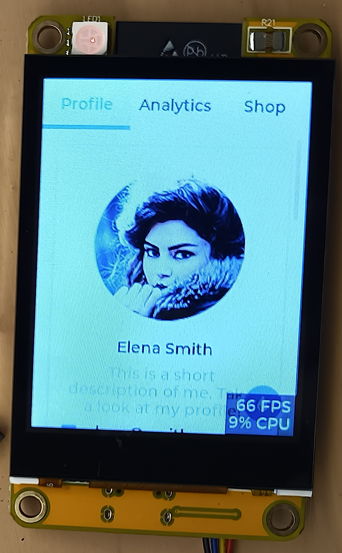 LED1
R21
Profile Analytics Shop
Elena Smith
This is a short
description of me. Take
a look at my profile
66 FPS
9% CPU